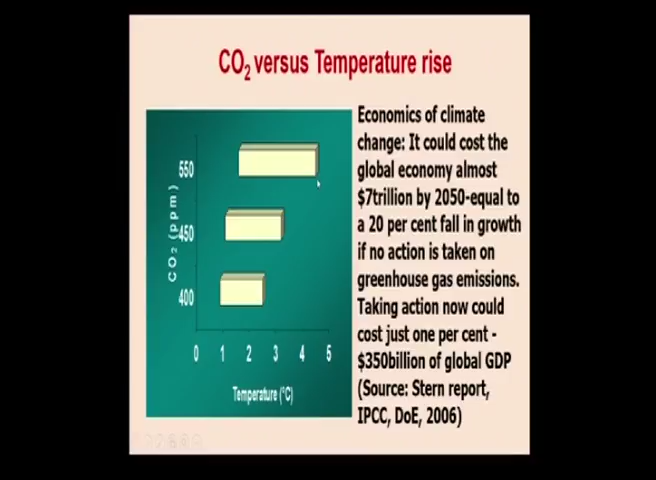 CO2 versus Temperature rise
Economics of climate
change: It could cost the
global economy almost
$7trillion by 2050-equal to
a 20 per cent fall in growth
if no action is taken on
greenhouse gas emissions.
Taking action now could
cost just one per cent -
$350billion of global GDP
(Source: Stern report,
IPCC, DoE, 2006)
CO2 (ppm)
550
450
400
0 1 2 3 4 5
Temperature (°C)